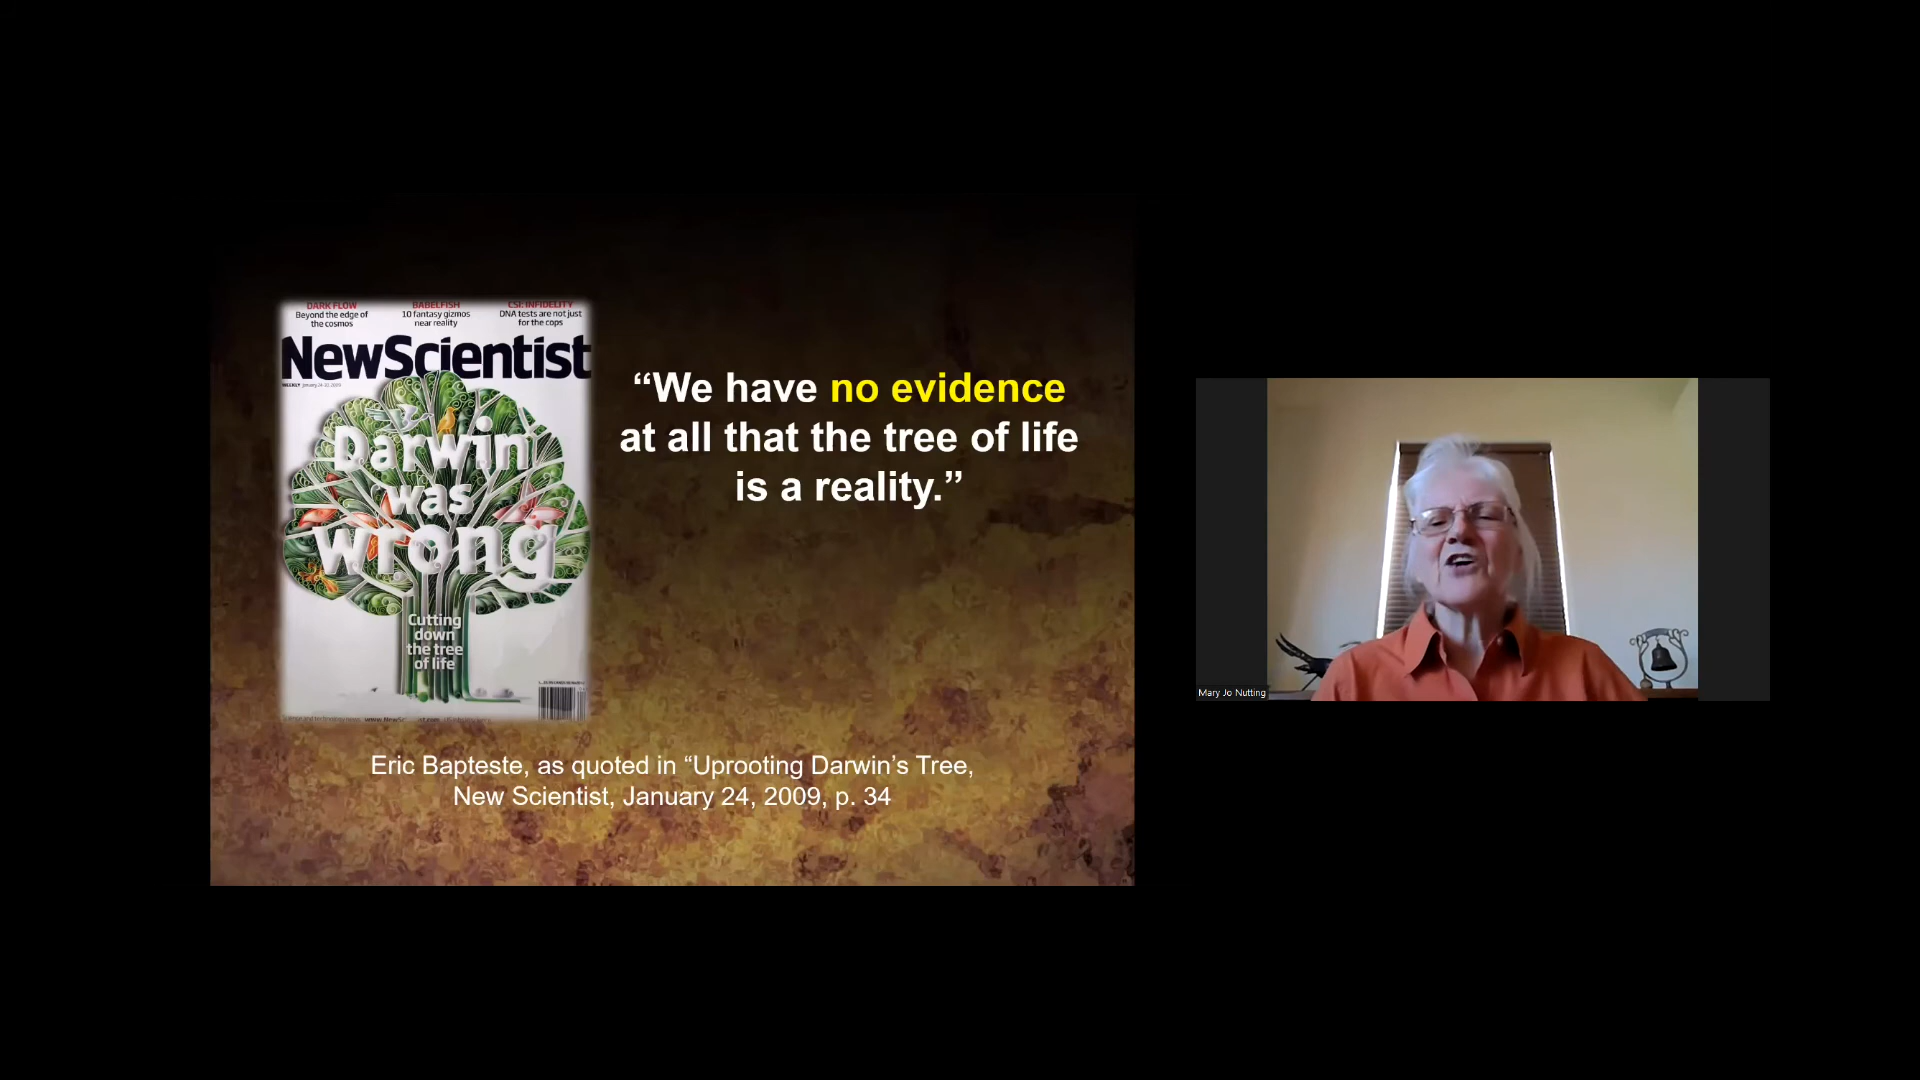 DARK FLOW
Beyond the edge of
the cosmos
BABELFISH
10 fantasy gizmos
near reality
CSI: INFIDELITY
DNA tests are not just
for the cops
NewScientist
WEEKLY
Darwin
was
wrong
Cutting
down
the tree
of life
“We have no evidence
at all that the tree of life
is a reality.”
Eric Bapteste, as quoted in “Uprooting Darwin’s Tree,
New Scientist, January 24, 2009, p. 34
Mary Jo Nutting